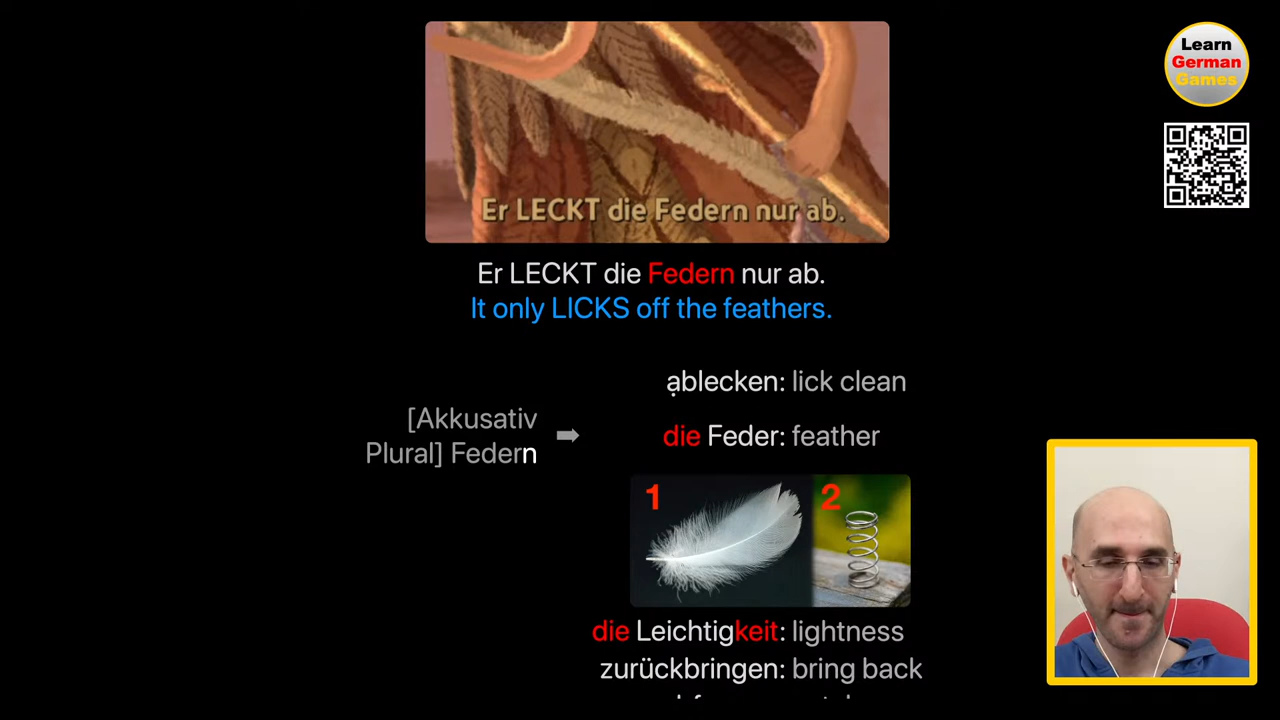 Learn
German
Games
Er LECKT die Federn nur ab.
Er LECKT die Federn nur ab.
It only LICKS off the feathers.
ablecken: lick clean
[Akkusativ
Plural] Federn
➡
die Feder: feather
1
2
die Leichtigkeit: lightness
zurückbringen: bring back